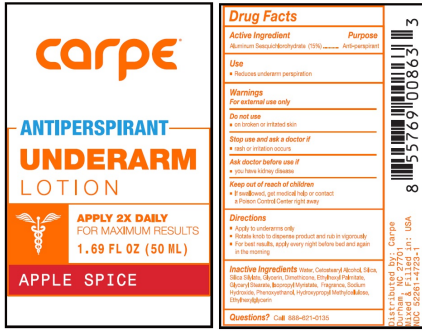 carpe
ANTIPERSPIRANT
UNDERARM
LOTION
APPLY 2X DAILY
FOR MAXIMUM RESULTS
1.69 FL OZ (50 ML)
APPLE SPICE
Drug Facts
Active Ingredient Purpose
Aluminum Sesquichlorohydrate (15%) Anti-perspirant
Use
• Reduces underarm perspiration
Warnings
For external use only
Do not use
• on broken or irritated skin
Stop use and ask a doctor if
• rash or irritation occurs
Ask doctor before use if
• you have kidney disease
Keep out of reach of children
• If swallowed, get medical help or contact
a Poison Control Center right away
Directions
• Apply to underarms only
• Rotate knob to dispense product and rub in vigorously
• For best results, apply every night before bed and again
in the morning
Inactive Ingredients Water, Cetostearyl Alcohol, Silica,
Silica Silylate, Glycerin, Dimethicone, Ethylhexyl Palmitate,
Glyceryl Stearate, Isopropyl Myristate, Fragrance, Sodium
Hydroxide, Phenoxyethanol, Hydroxypropyl Methylcellulose,
Ethylhexylglycerin
Questions? Call 888-621-0135
8 55769 00863 3
Distributed by: Carpe
Durham, NC 27701
Mixed & Filled in: USA
NDC 52261-4723-1